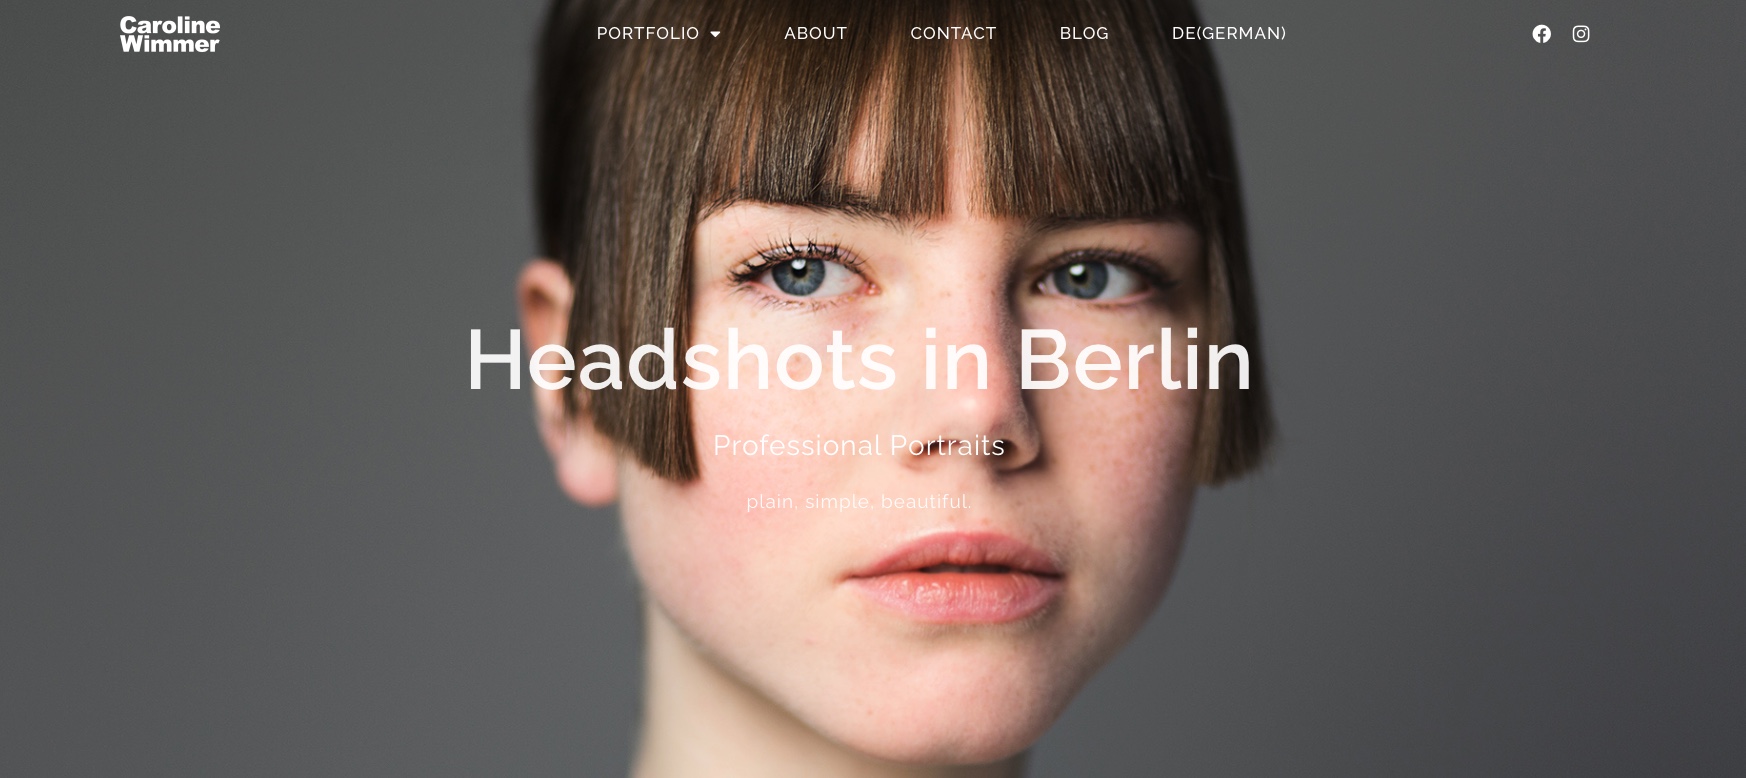 Caroline
Wimmer
PORTFOLIO
ABOUT
CONTACT
BLOG
DE(GERMAN)
Headshots in Berlin
Professional Portraits
plain, simple, beautiful.